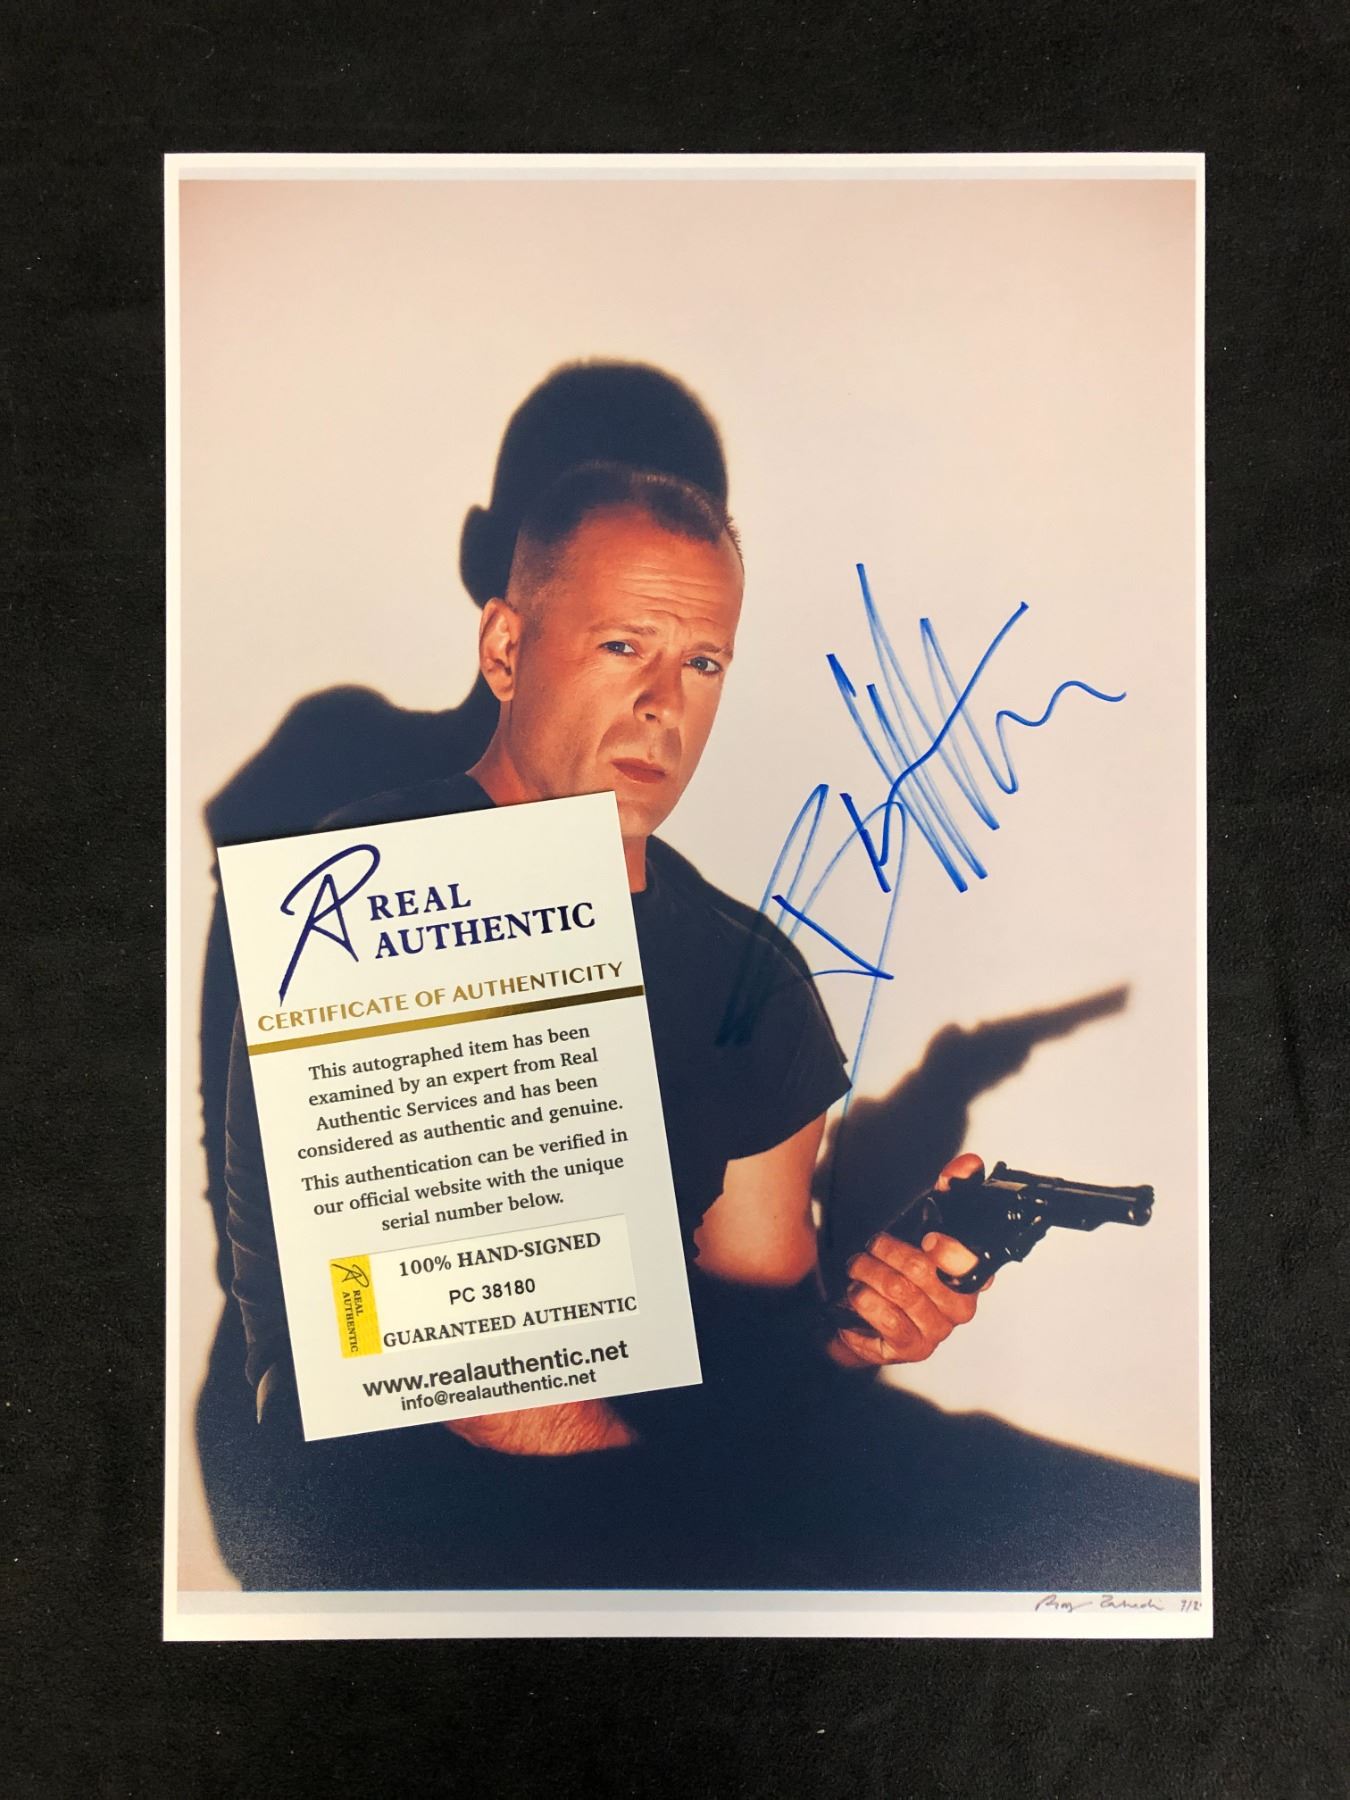 REAL
AUTHENTIC
CERTIFICATE OF AUTHENTICITY
This autographed item has been
examined by an expert from Real
Authentic Services and has been
considered as authentic and genuine.
This authentication can be verified in
our official website with the unique
serial number below.
REAL
AUTHENTIC
100% HAND-SIGNED
PC 38180
GUARANTEED AUTHENTIC
www.realauthentic.net
info@realauthentic.net